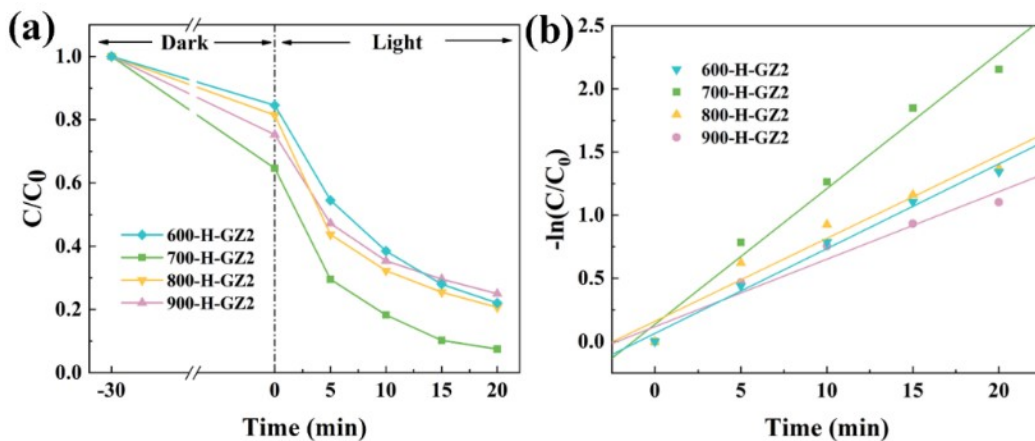 (a)
Dark
Light
C/C0
1.0
0.8
0.6
0.4
0.2
0.0
600-H-GZ2
700-H-GZ2
800-H-GZ2
900-H-GZ2
-30 0 5 10 15 20
Time (min)
(b)
-ln(C/C0)
2.5
2.0
1.5
1.0
0.5
0.0
600-H-GZ2
700-H-GZ2
800-H-GZ2
900-H-GZ2
0 5 10 15 20
Time (min)